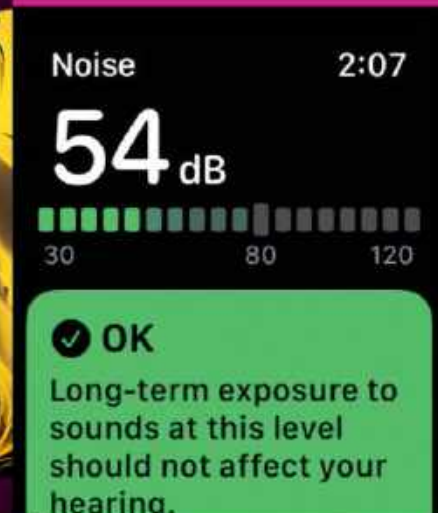 Noise 2:07
54 dB
30 80 120
OK
Long-term exposure to
sounds at this level
should not affect your
hearing.